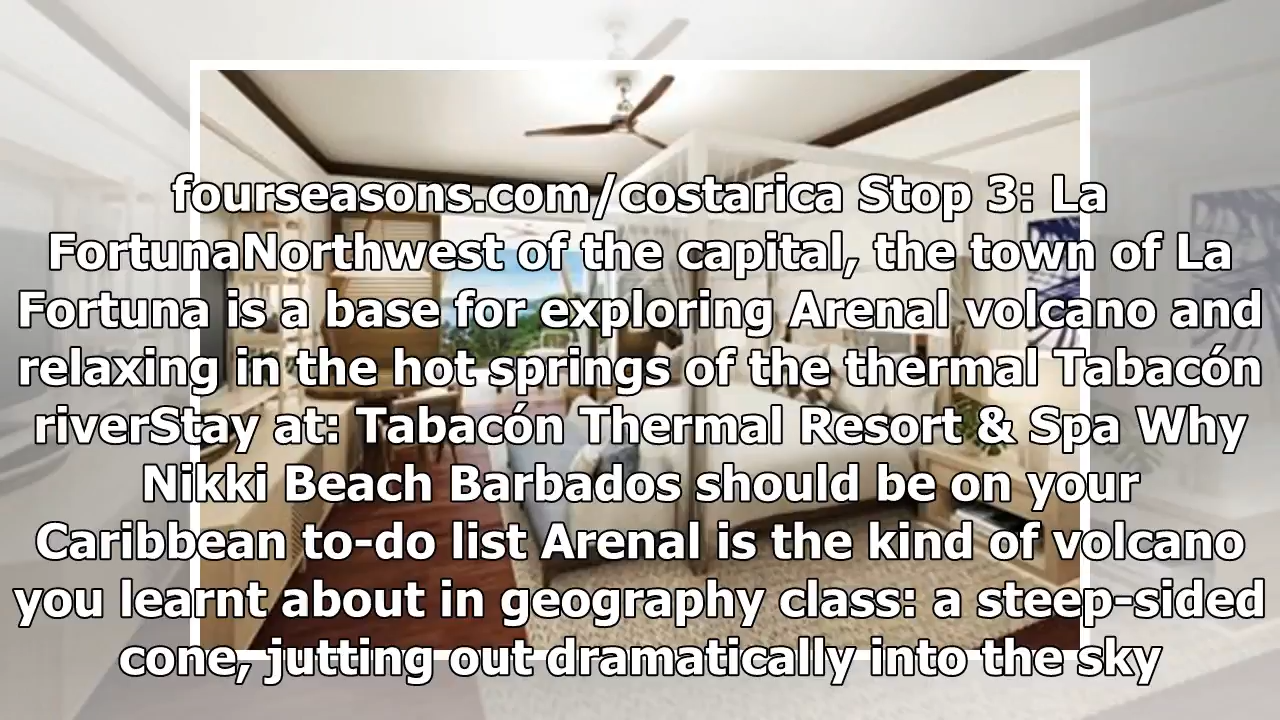 fourseasons.com/costarica Stop 3: La
FortunaNorthwest of the capital, the town of La
Fortuna is a base for exploring Arenal volcano and
relaxing in the hot springs of the thermal Tabacón
riverStay at: Tabacón Thermal Resort & Spa Why
Nikki Beach Barbados should be on your
Caribbean to-do list Arenal is the kind of volcano
you learnt about in geography class: a steep-sided
cone, jutting out dramatically into the sky